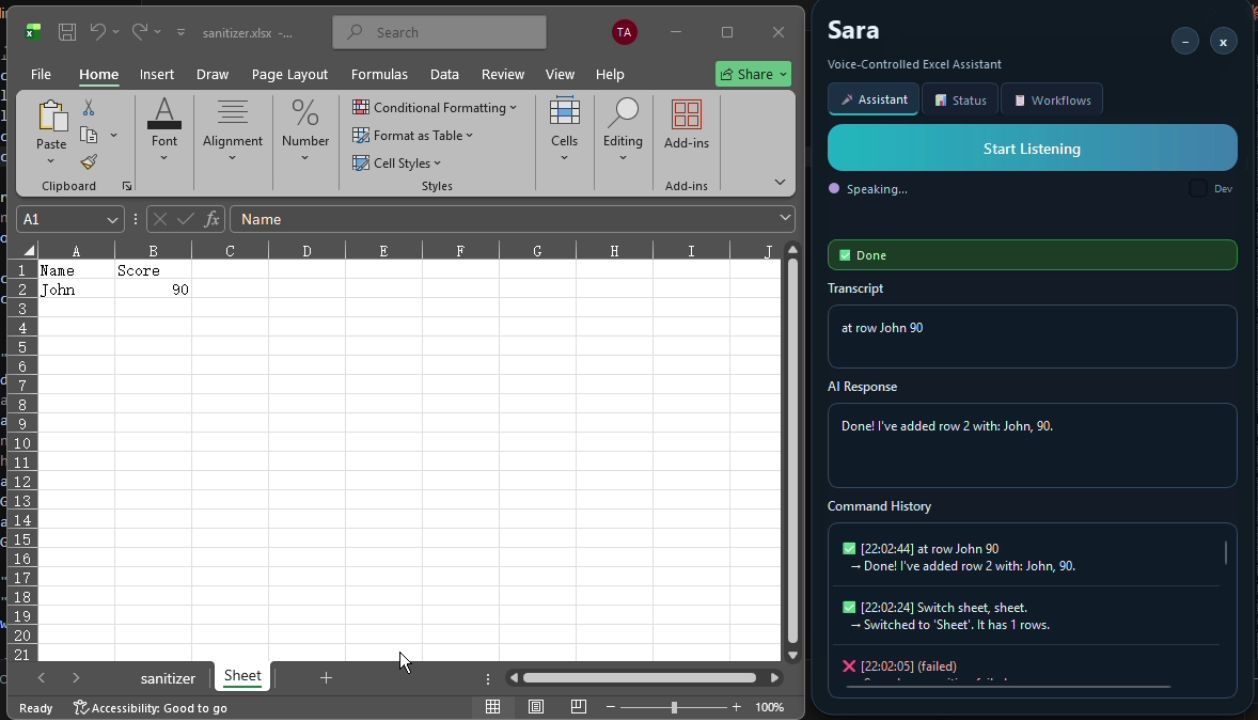 sanitizer.xlsx -...
Search
TA
File Home Insert Draw Page Layout Formulas Data Review View Help
Share
Paste
Clipboard
Font
Alignment
%
Number
Conditional Formatting
Format as Table
Cell Styles
Styles
Cells
Editing
Add-ins
Add-ins
A1
fx
Name
A B C D E F G H I J
1 Name Score
2 John 90
3
4
5
6
7
8
9
10
11
12
13
14
15
16
17
18
19
20
21
sanitizer Sheet +
Ready Accessibility: Good to go
− + 100%
Sara
– x
Voice-Controlled Excel Assistant
Assistant Status Workflows
Start Listening
Speaking...
Dev
Done
Transcript
at row John 90
AI Response
Done! I've added row 2 with: John, 90.
Command History
[22:02:44] at row John 90
→ Done! I've added row 2 with: John, 90.
[22:02:24] Switch sheet, sheet.
→ Switched to 'Sheet'. It has 1 rows.
[22:02:05] (failed)